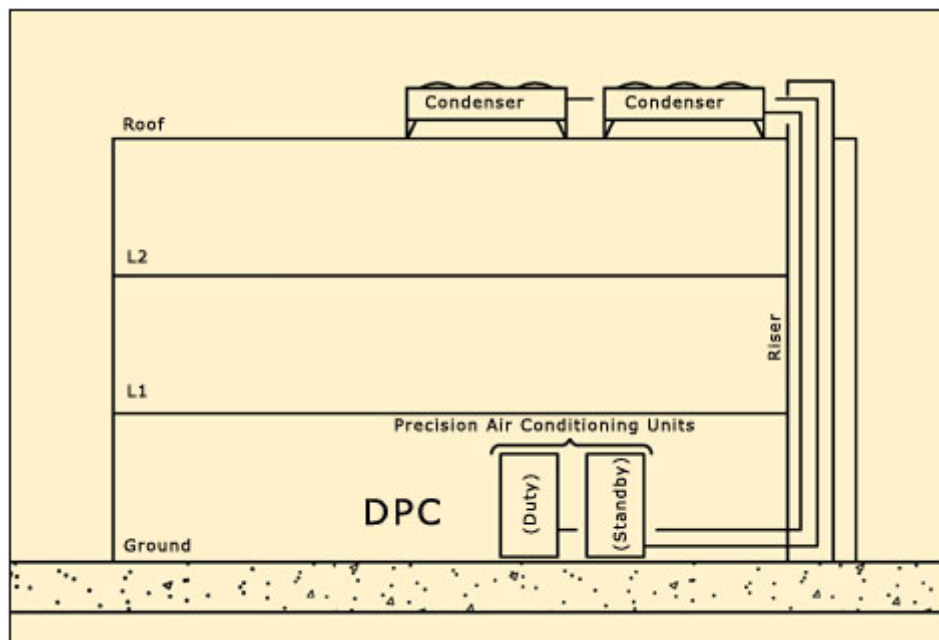 Condenser
Condenser
Roof
L2
Riser
L1
Precision Air Conditioning Units
(Duty)
(Standby)
DPC
Ground